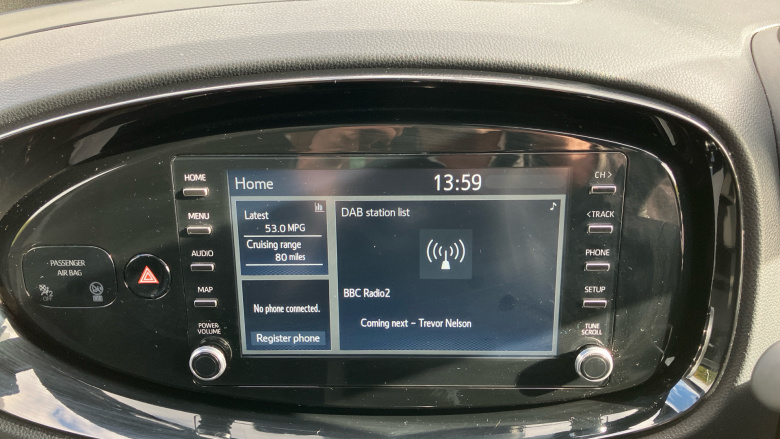 HOME
MENU
AUDIO
MAP
POWER
VOLUME
PASSENGER
AIR BAG
OFF
Home
13:59
Latest
53.0 MPG
Cruising range
80 miles
No phone connected.
Register phone
DAB station list
BBC Radio2
Coming next - Trevor Nelson
CH >
< TRACK
PHONE
SETUP
TUNE
SCROLL